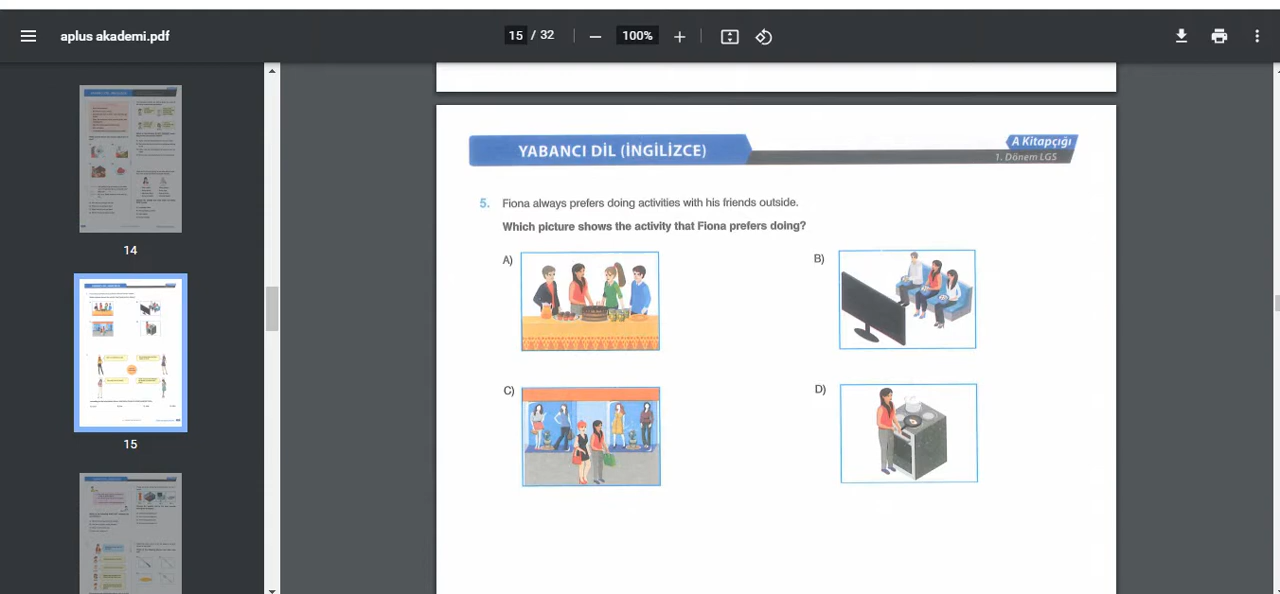 aplus akademi.pdf
15 / 32
100%
14
15
YABANCI DİL (İNGİLİZCE)
A Kitapçığı
1. Dönem LGS
5. Fiona always prefers doing activities with his friends outside.
Which picture shows the activity that Fiona prefers doing?
A)
B)
C)
D)